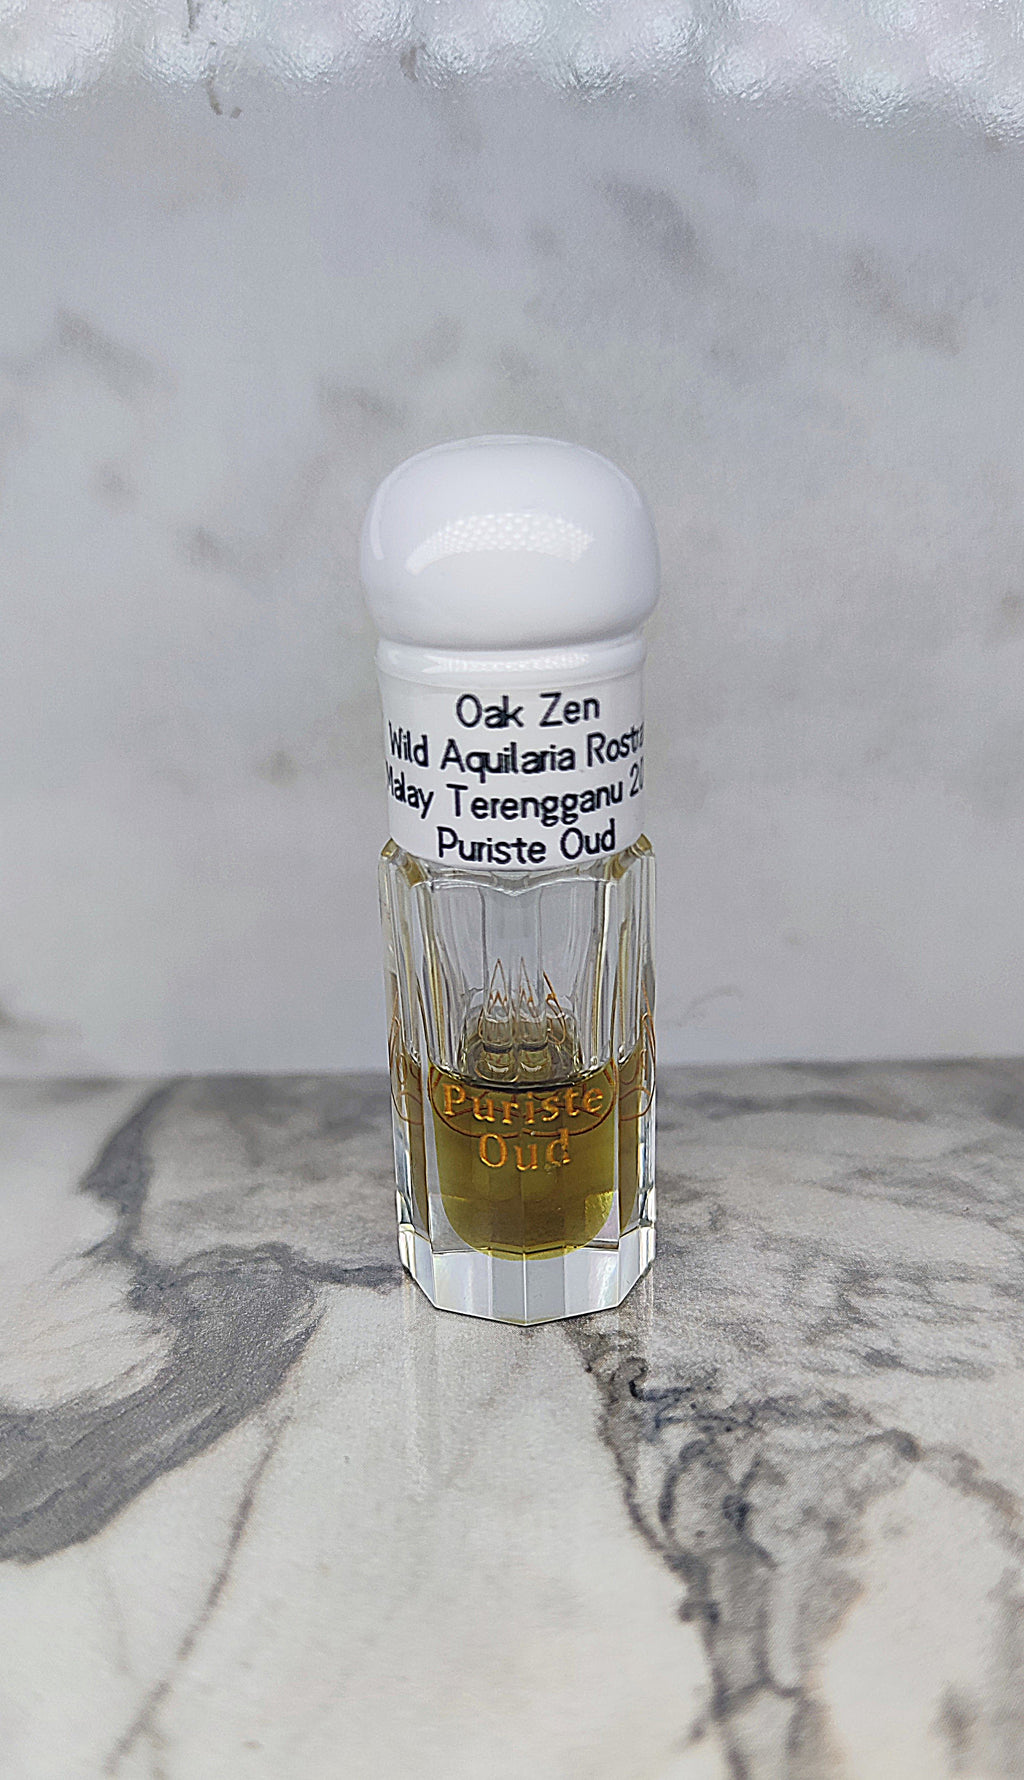 Oak Zen
Wild Aquilaria
Malay Terengganu
Puriste Oud
Puriste
Oud